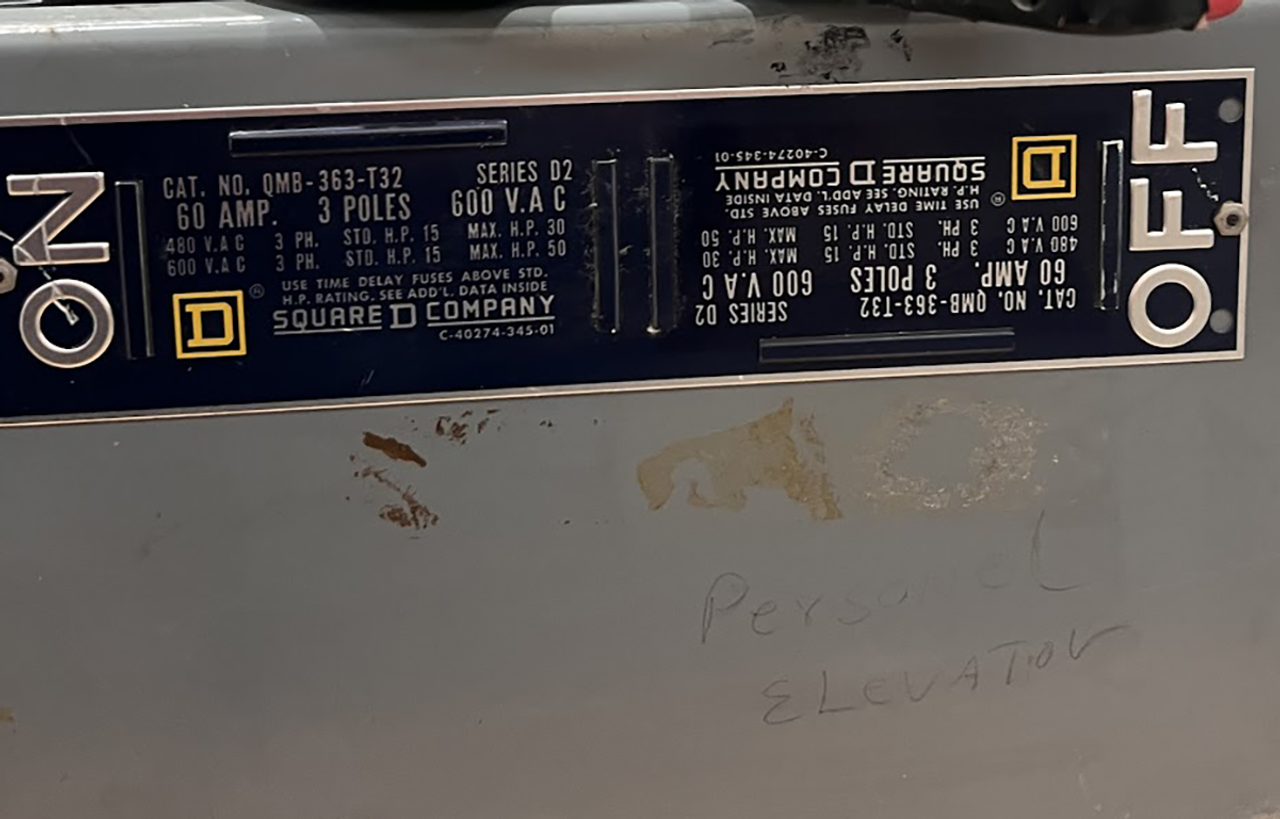 ON
CAT. NO. QMB-363-T32 SERIES D2
60 AMP. 3 POLES 600 V.A C
480 V.A C 3 PH. STD. H.P. 15 MAX. H.P. 30
600 V.A C 3 PH. STD. H.P. 15 MAX. H.P. 50
USE TIME DELAY FUSES ABOVE STD.
H.P. RATING. SEE ADD'L. DATA INSIDE
D ® SQUARE D COMPANY
C-40274-345-01
CAT. NO. QMB-363-T32 SERIES D2
60 AMP. 3 POLES 600 V.A C
480 V.A C 3 PH. STD. H.P. 15 MAX. H.P. 30
600 V.A C 3 PH. STD. H.P. 15 MAX. H.P. 50
USE TIME DELAY FUSES ABOVE STD.
H.P. RATING. SEE ADD'L. DATA INSIDE
D ® SQUARE D COMPANY
C-40274-345-01
OFF
Personel
ELEVATOR